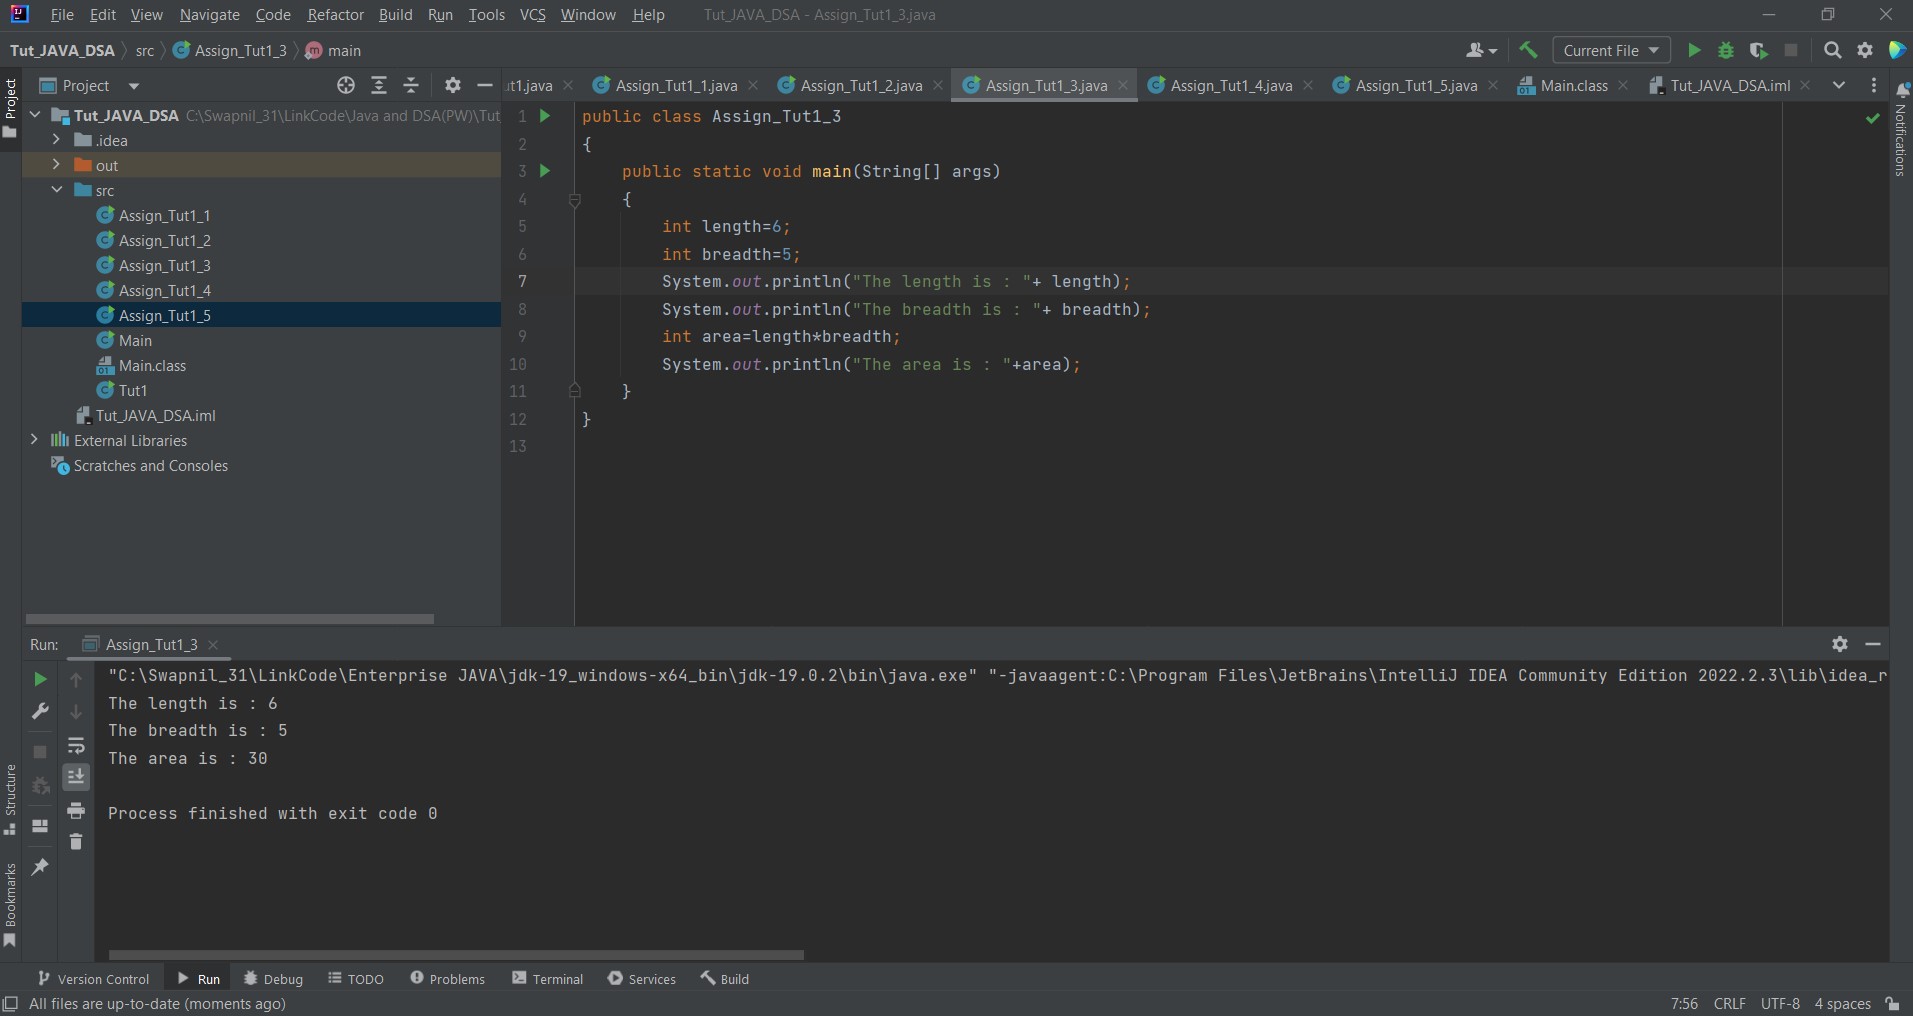 File Edit View Navigate Code Refactor Build Run Tools VCS Window Help Tut_JAVA_DSA - Assign_Tut1_3.java
Tut_JAVA_DSA src Assign_Tut1_3 main Current File
Project
Project
Notifications
ut1.java Assign_Tut1_1.java Assign_Tut1_2.java Assign_Tut1_3.java Assign_Tut1_4.java Assign_Tut1_5.java Main.class Tut_JAVA_DSA.iml
Tut_JAVA_DSA C:\Swapnil_31\LinkCode\Java and DSA(PW)\Tut
.idea
out
src
Assign_Tut1_1
Assign_Tut1_2
Assign_Tut1_3
Assign_Tut1_4
Assign_Tut1_5
Main
Main.class
Tut1
Tut_JAVA_DSA.iml
External Libraries
Scratches and Consoles
1 public class Assign_Tut1_3
2 {
3 public static void main(String[] args)
4 {
5 int length=6;
6 int breadth=5;
7 System.out.println("The length is : "+ length);
8 System.out.println("The breadth is : "+ breadth);
9 int area=length*breadth;
10 System.out.println("The area is : "+area);
11 }
12 }
13
Run: Assign_Tut1_3
"C:\Swapnil_31\LinkCode\Enterprise JAVA\jdk-19_windows-x64_bin\jdk-19.0.2\bin\java.exe" "-javaagent:C:\Program Files\JetBrains\IntelliJ IDEA Community Edition 2022.2.3\lib\idea_r
The length is : 6
The breadth is : 5
The area is : 30
Process finished with exit code 0
Structure
Bookmarks
Version Control Run Debug TODO Problems Terminal Services Build
All files are up-to-date (moments ago) 7:56 CRLF UTF-8 4 spaces